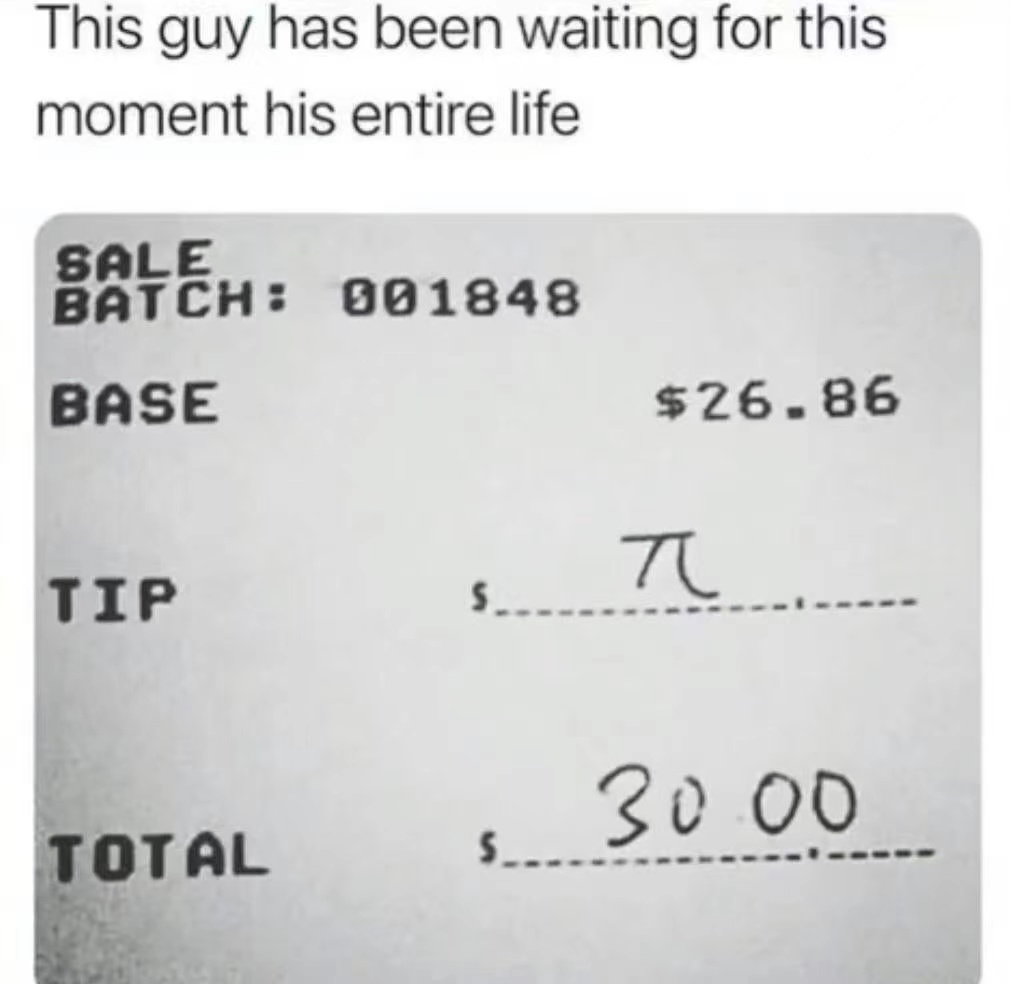 This guy has been waiting for this
moment his entire life
SALE
BATCH: 001848
BASE $26.86
TIP $ π
TOTAL $ 30 00